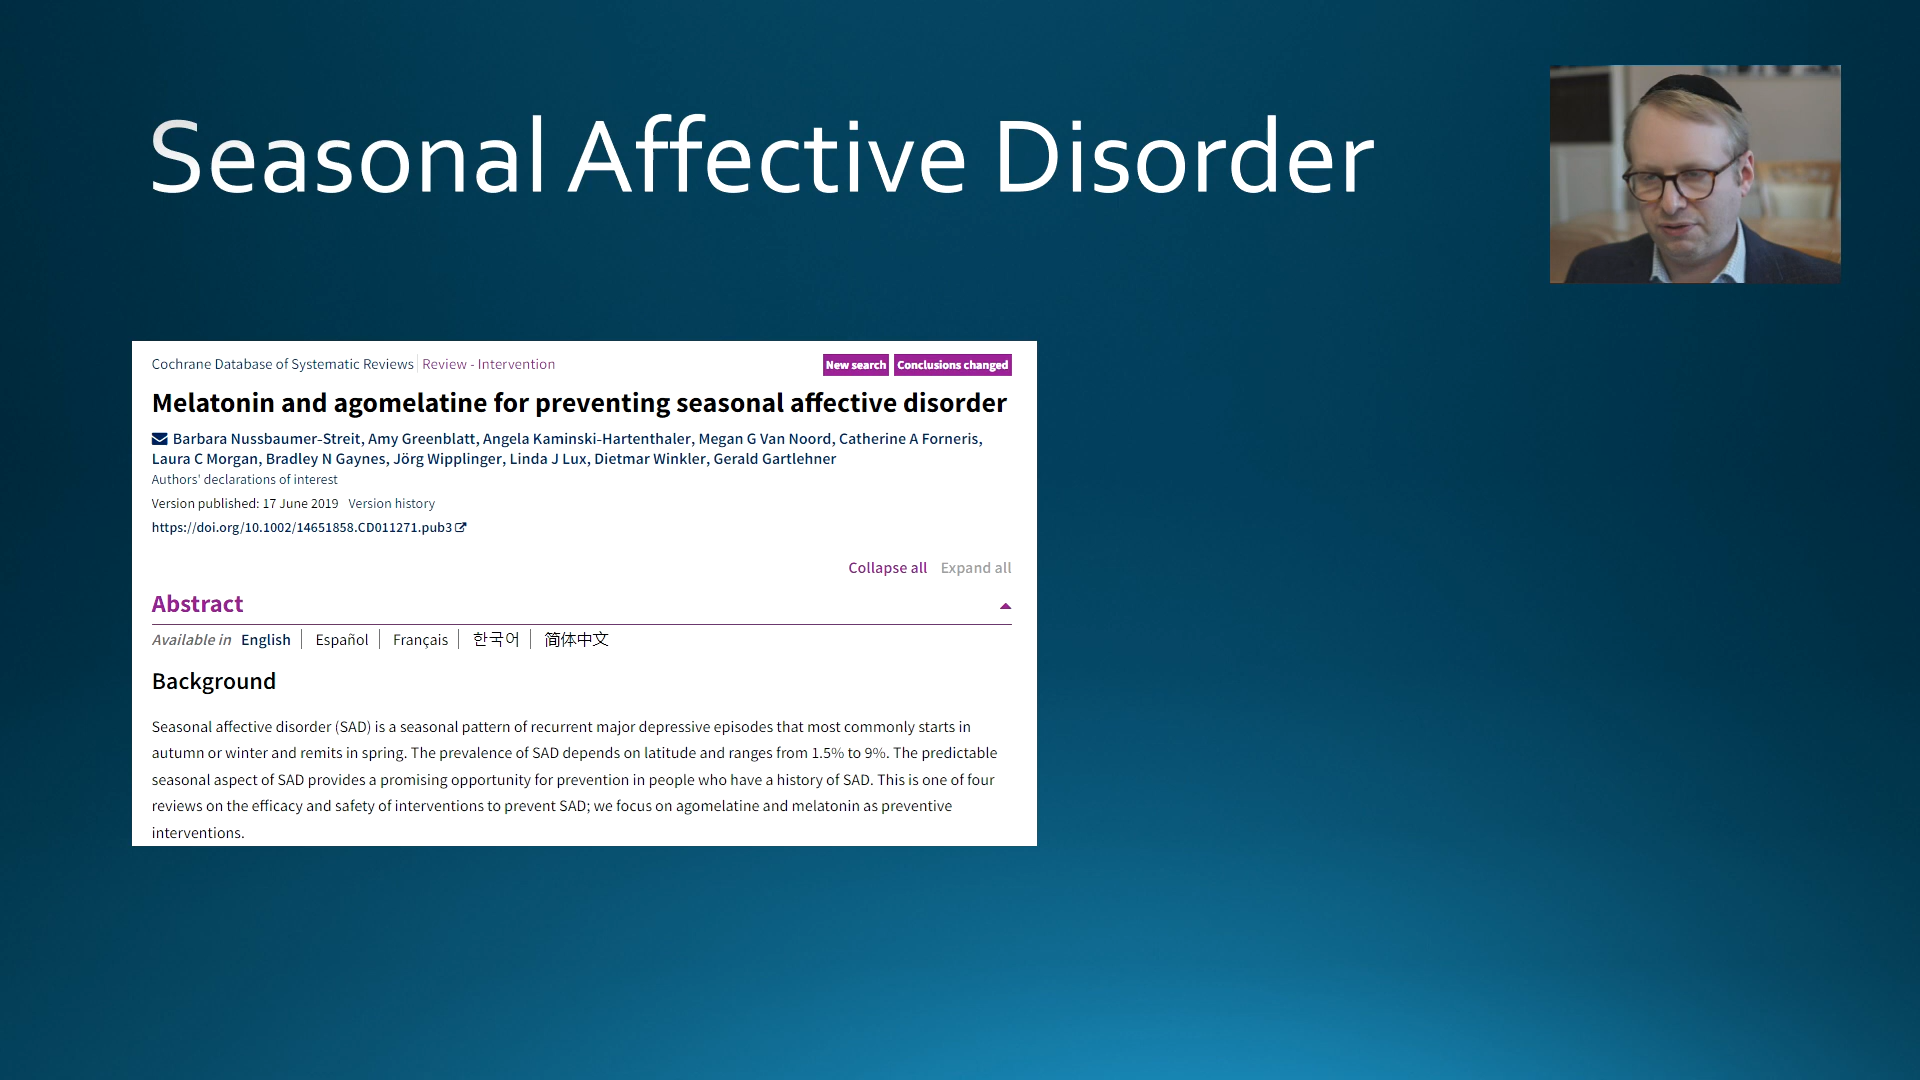 Seasonal Affective Disorder
Cochrane Database of Systematic Reviews | Review - Intervention
New search Conclusions changed
Melatonin and agomelatine for preventing seasonal affective disorder
Barbara Nussbaumer-Streit, Amy Greenblatt, Angela Kaminski-Hartenthaler, Megan G Van Noord, Catherine A Forneris,
Laura C Morgan, Bradley N Gaynes, Jörg Wipplinger, Linda J Lux, Dietmar Winkler, Gerald Gartlehner
Authors' declarations of interest
Version published: 17 June 2019 Version history
https://doi.org/10.1002/14651858.CD011271.pub3
Collapse all Expand all
Abstract
Available in English | Español | Français | 한국어 | 简体中文
Background
Seasonal affective disorder (SAD) is a seasonal pattern of recurrent major depressive episodes that most commonly starts in
autumn or winter and remits in spring. The prevalence of SAD depends on latitude and ranges from 1.5% to 9%. The predictable
seasonal aspect of SAD provides a promising opportunity for prevention in people who have a history of SAD. This is one of four
reviews on the efficacy and safety of interventions to prevent SAD; we focus on agomelatine and melatonin as preventive
interventions.